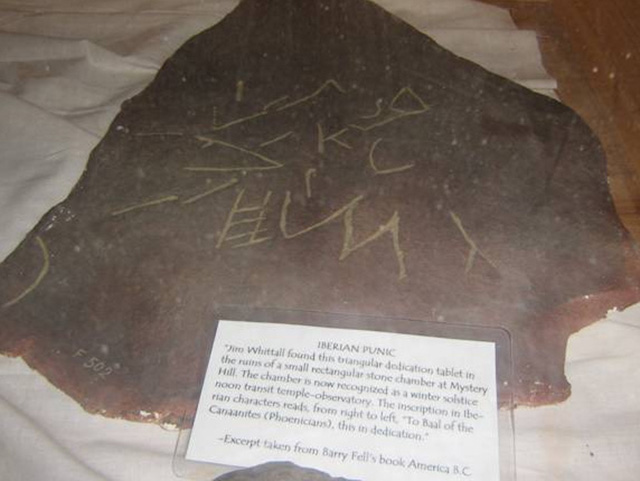 F 509
IBERIAN PUNIC
"Jim Whittall found this triangular dedication tablet in
the ruins of a small rectangular stone chamber at Mystery
Hill. The chamber is now recognized as a winter solstice
noon transit temple-observatory. The inscription in Ibe-
rian characters reads, from right to left, "To Baal of the
Canaanites (Phoenicians), this in dedication."
~Excerpt taken from Barry Fell's book America B.C